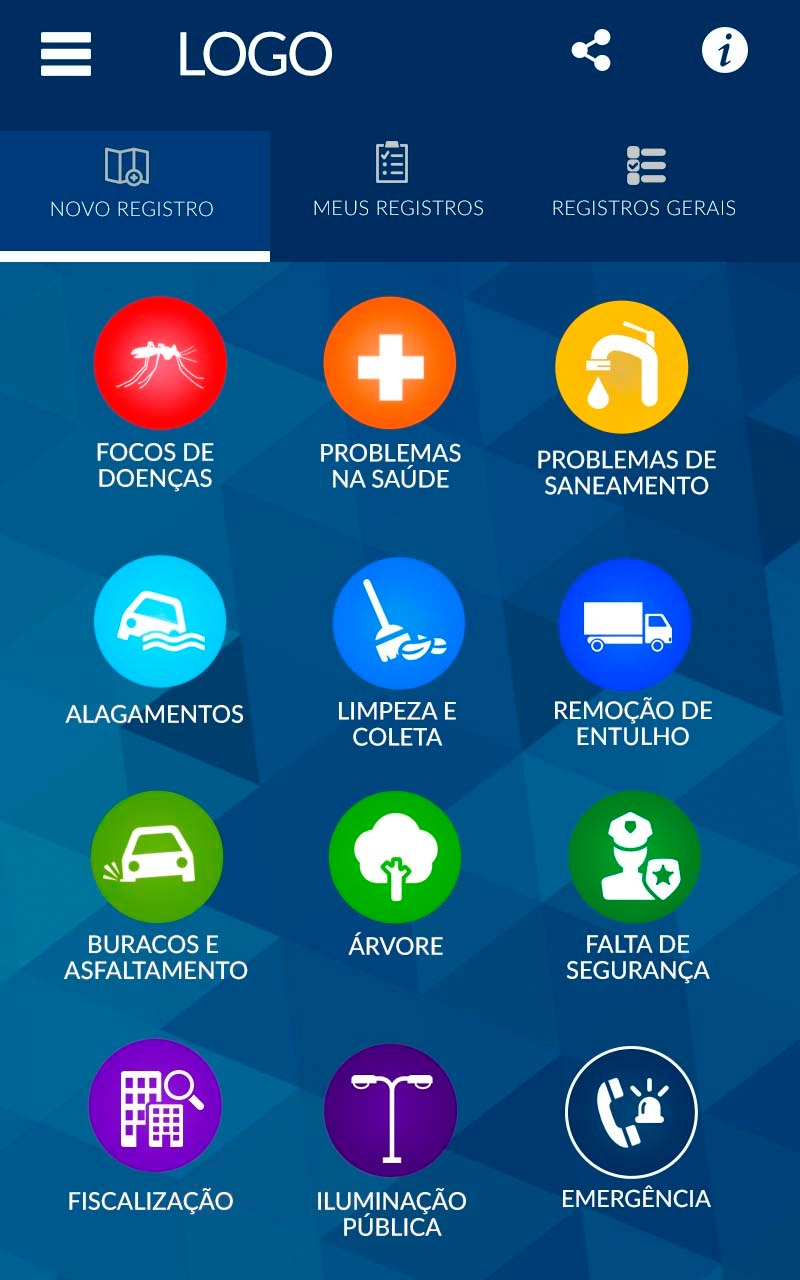 LOGO
NOVO REGISTRO
MEUS REGISTROS
REGISTROS GERAIS
FOCOS DE
DOENÇAS
PROBLEMAS
NA SAÚDE
PROBLEMAS DE
SANEAMENTO
ALAGAMENTOS
LIMPEZA E
COLETA
REMOÇÃO DE
ENTULHO
BURACOS E
ASFALTAMENTO
ÁRVORE
FALTA DE
SEGURANÇA
FISCALIZAÇÃO
ILUMINAÇÃO
PÚBLICA
EMERGÊNCIA